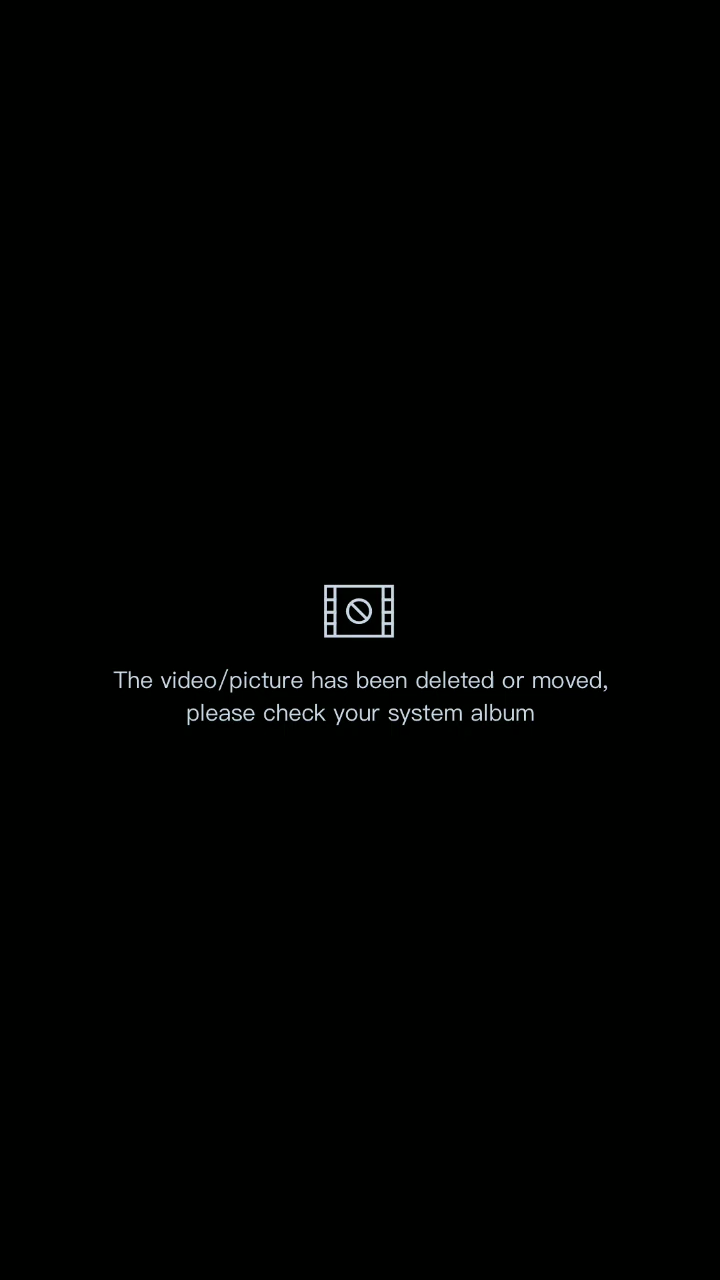 The video/picture has been deleted or moved,
please check your system album